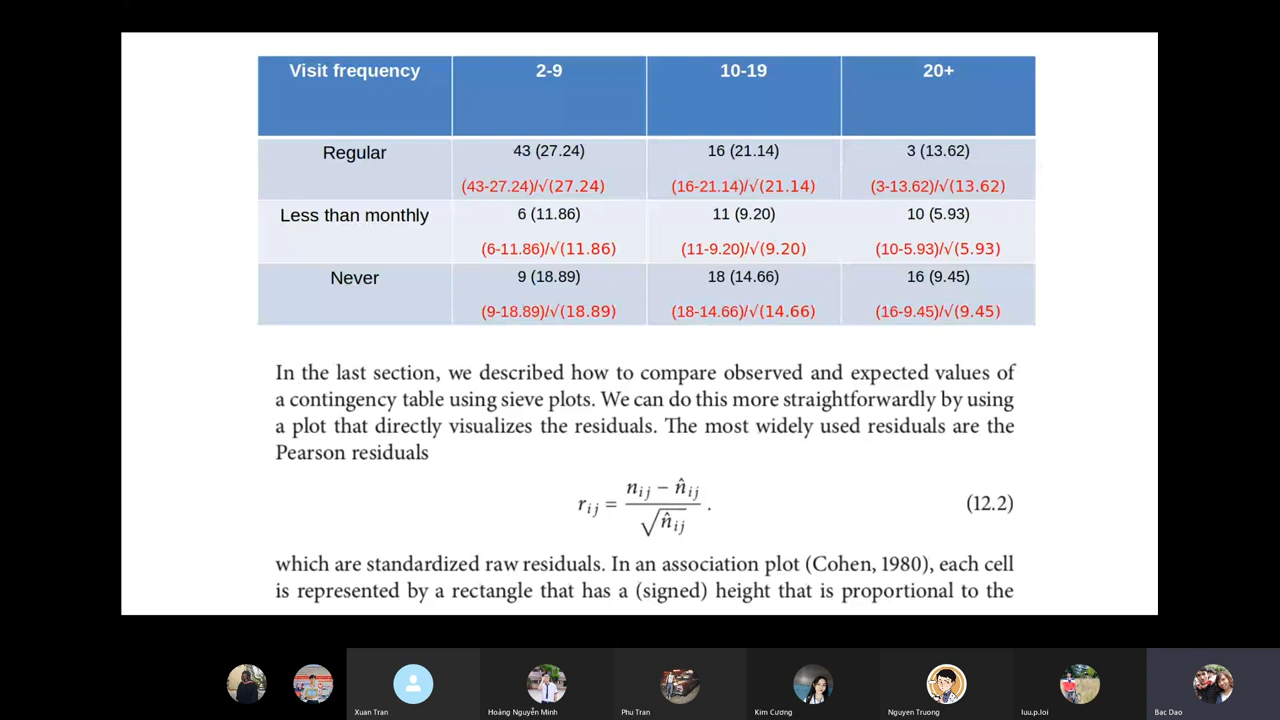 Visit frequency 2-9 10-19 20+
Regular 43 (27.24) 16 (21.14) 3 (13.62)
(43-27.24)/√(27.24) (16-21.14)/√(21.14) (3-13.62)/√(13.62)
Less than monthly 6 (11.86) 11 (9.20) 10 (5.93)
(6-11.86)/√(11.86) (11-9.20)/√(9.20) (10-5.93)/√(5.93)
Never 9 (18.89) 18 (14.66) 16 (9.45)
(9-18.89)/√(18.89) (18-14.66)/√(14.66) (16-9.45)/√(9.45)
In the last section, we described how to compare observed and expected values of
a contingency table using sieve plots. We can do this more straightforwardly by using
a plot that directly visualizes the residuals. The most widely used residuals are the
Pearson residuals
r_{ij} = (n_{ij} − n̂_{ij}) / √n̂_{ij} . (12.2)
which are standardized raw residuals. In an association plot (Cohen, 1980), each cell
is represented by a rectangle that has a (signed) height that is proportional to the
Xuan Tran Hoàng Nguyễn Minh Phu Tran Kim Cương Nguyen Truong luu.p.loi Bac Dao